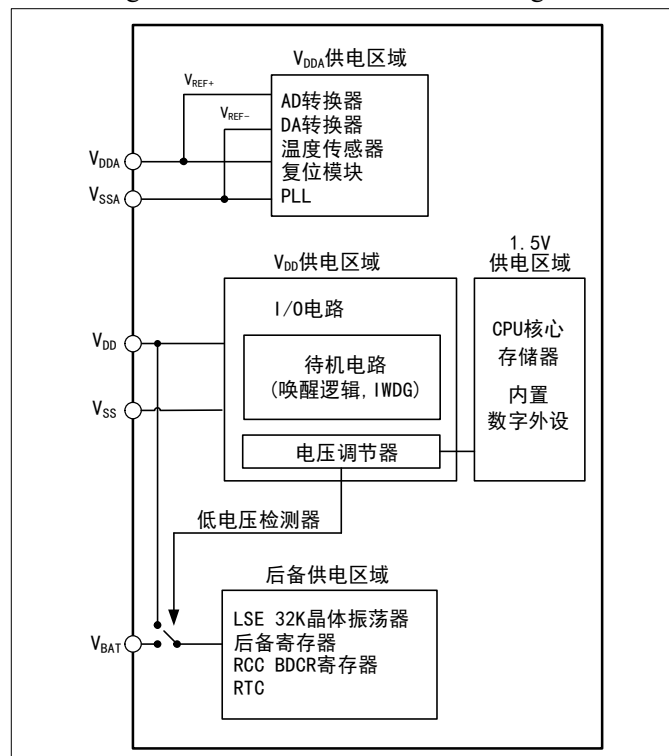 VDDA供电区域
VREF+
VREF-
AD转换器
DA转换器
温度传感器
复位模块
PLL
VDDA
VSSA
1.5V
供电区域
VDD供电区域
I/O电路
待机电路
(唤醒逻辑,IWDG)
电压调节器
CPU核心
存储器
内置
数字外设
VDD
VSS
低电压检测器
后备供电区域
LSE 32K晶体振荡器
后备寄存器
RCC BDCR寄存器
RTC
VBAT